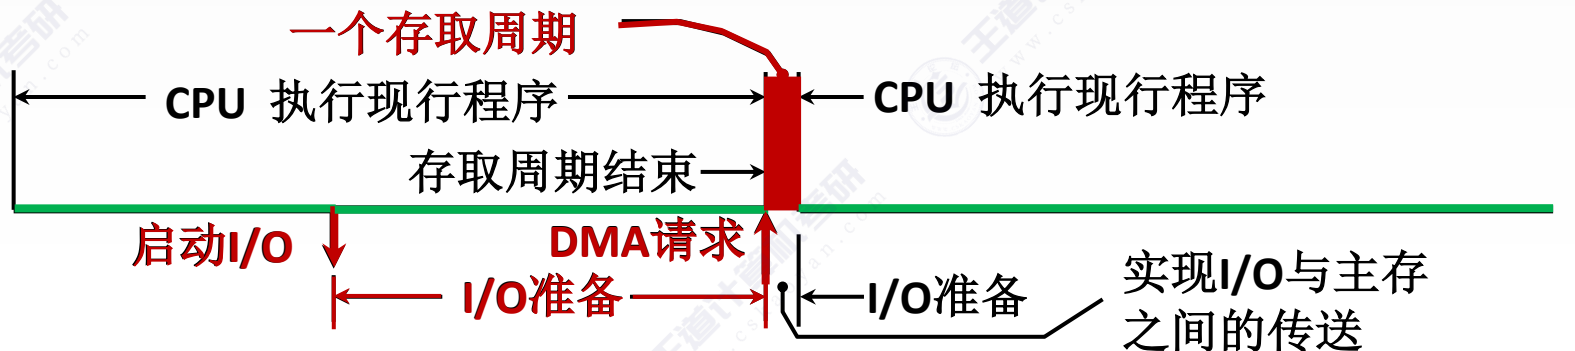 一个存取周期
CPU 执行现行程序
CPU 执行现行程序
存取周期结束
启动I/O
DMA请求
I/O准备
I/O准备
实现I/O与主存
之间的传送